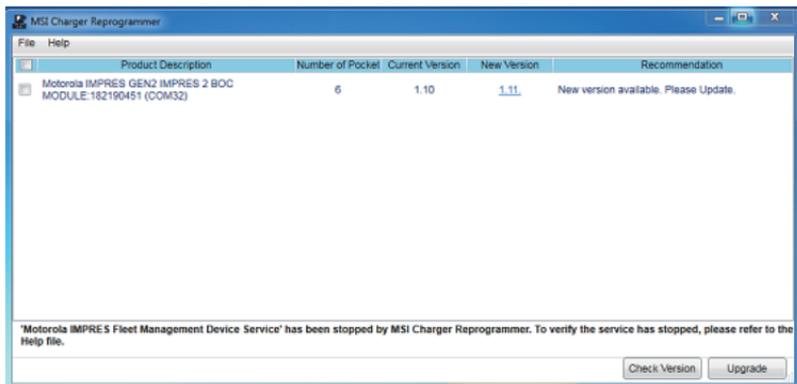 MSI Charger Reprogrammer
File Help
Product Description Number of Pocket Current Version New Version Recommendation
Motorola IMPRES GEN2 IMPRES 2 BOC
MODULE:182190451 (COM32) 6 1.10 1.11. New version available. Please Update.
'Motorola IMPRES Fleet Management Device Service' has been stopped by MSI Charger Reprogrammer. To verify the service has stopped, please refer to the
Help file.
Check Version Upgrade